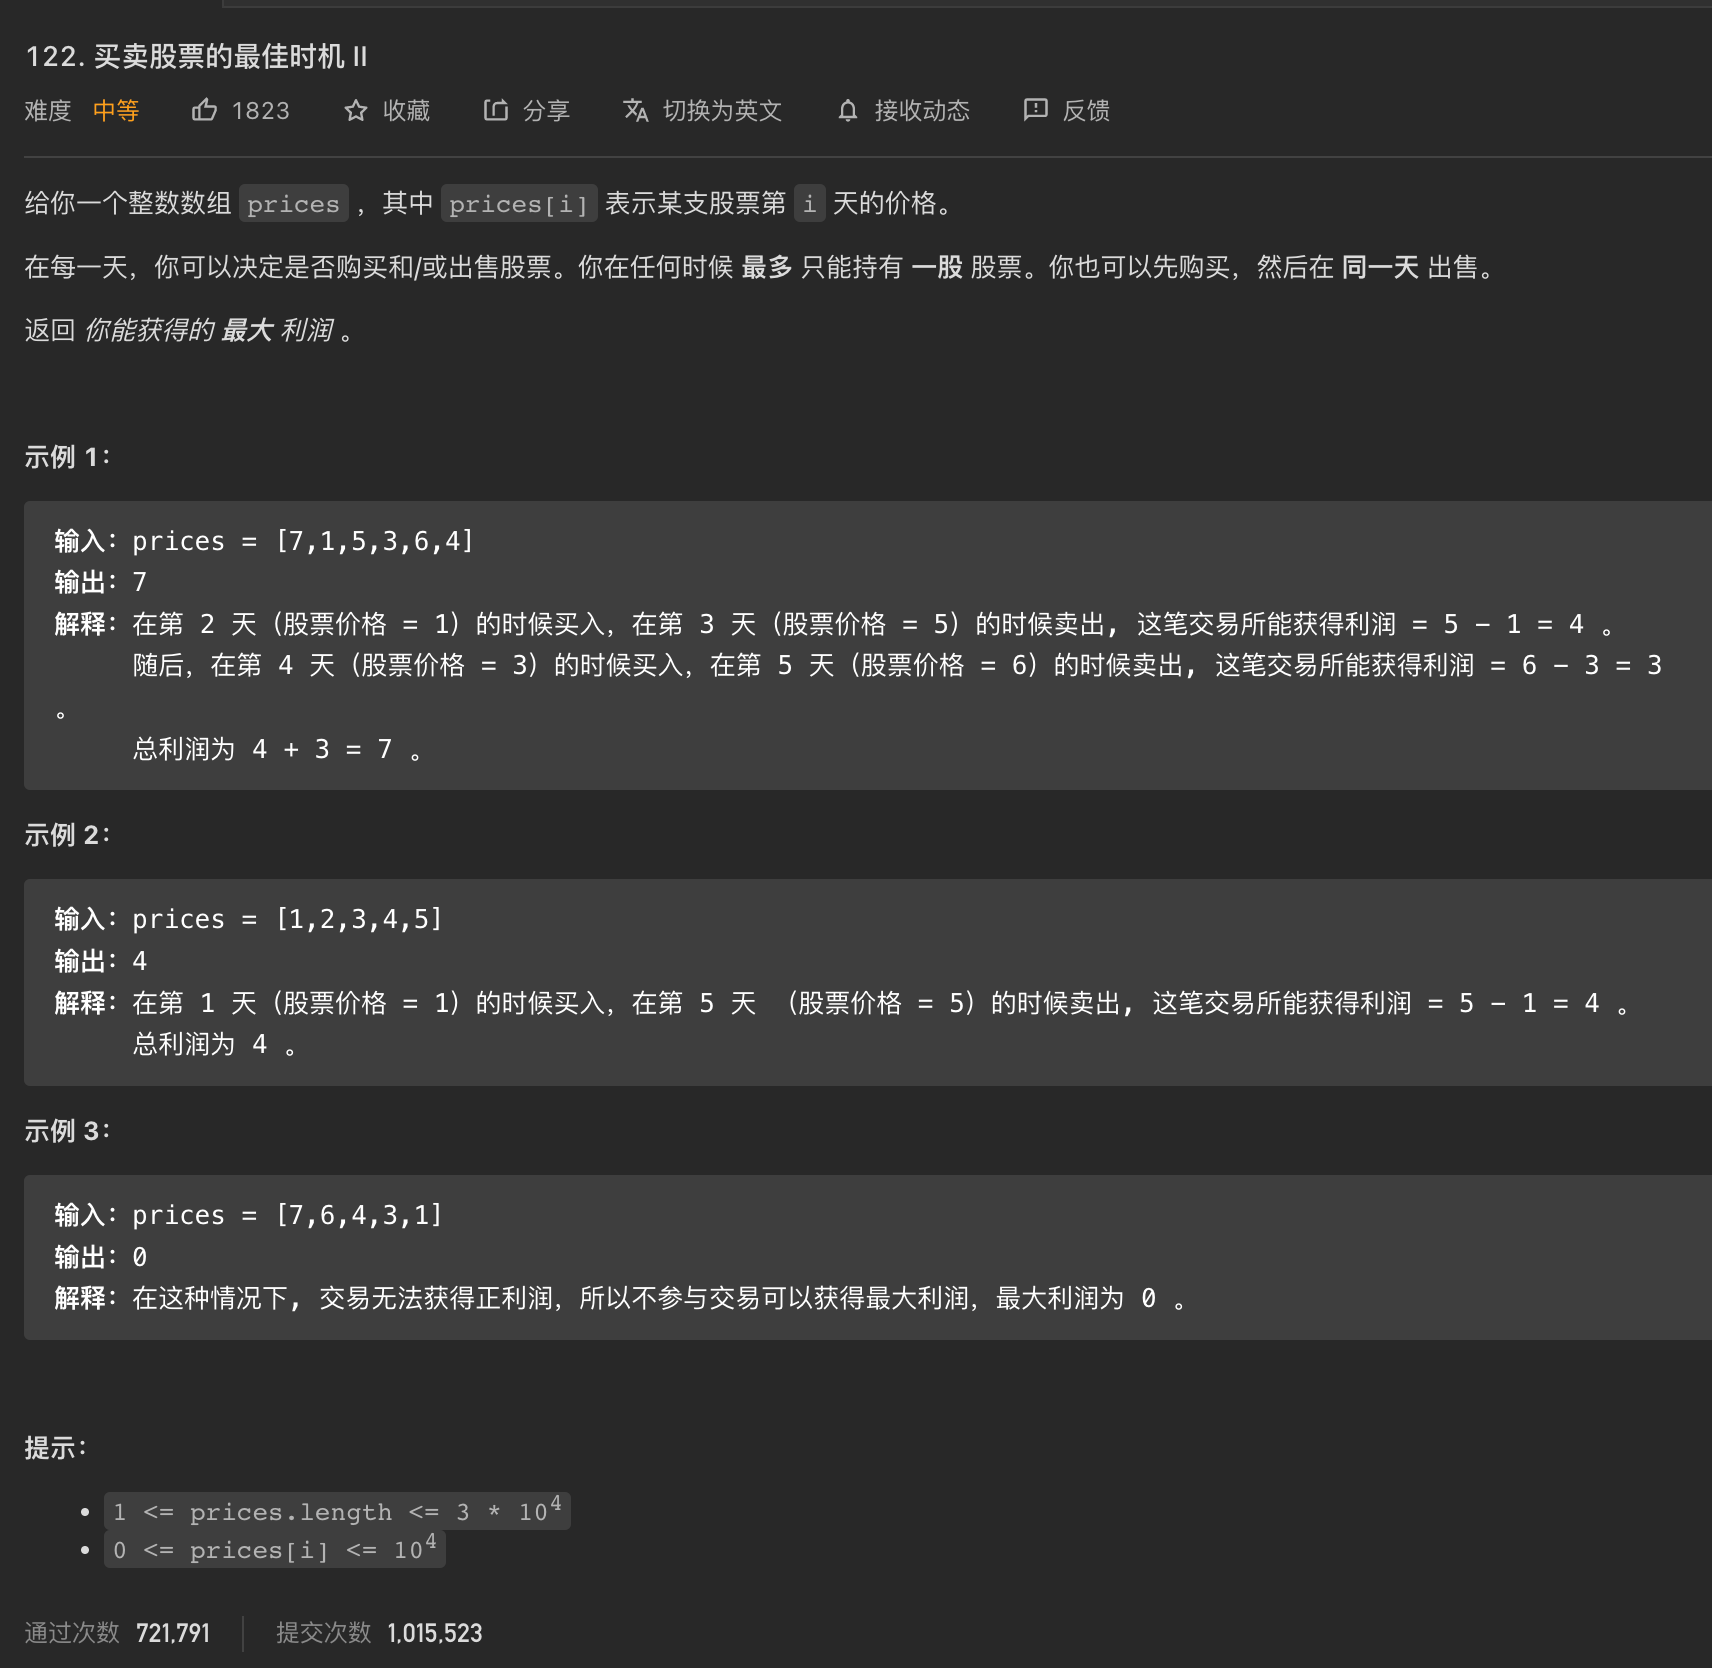 122. 买卖股票的最佳时机 II
难度 中等 1823 收藏 分享 切换为英文 接收动态 反馈
给你一个整数数组 prices ，其中 prices[i] 表示某支股票第 i 天的价格。
在每一天，你可以决定是否购买和/或出售股票。你在任何时候 最多 只能持有 一股 股票。你也可以先购买，然后在 同一天 出售。
返回 你能获得的 最大 利润 。
示例 1：
输入：prices = [7,1,5,3,6,4]
输出：7
解释：在第 2 天（股票价格 = 1）的时候买入，在第 3 天（股票价格 = 5）的时候卖出, 这笔交易所能获得利润 = 5 - 1 = 4 。
随后，在第 4 天（股票价格 = 3）的时候买入，在第 5 天（股票价格 = 6）的时候卖出, 这笔交易所能获得利润 = 6 - 3 = 3
。
总利润为 4 + 3 = 7 。
示例 2：
输入：prices = [1,2,3,4,5]
输出：4
解释：在第 1 天（股票价格 = 1）的时候买入，在第 5 天 （股票价格 = 5）的时候卖出, 这笔交易所能获得利润 = 5 - 1 = 4 。
总利润为 4 。
示例 3：
输入：prices = [7,6,4,3,1]
输出：0
解释：在这种情况下, 交易无法获得正利润，所以不参与交易可以获得最大利润，最大利润为 0 。
提示：
• 1 <= prices.length <= 3 * 10⁴
• 0 <= prices[i] <= 10⁴
通过次数 721,791 提交次数 1,015,523